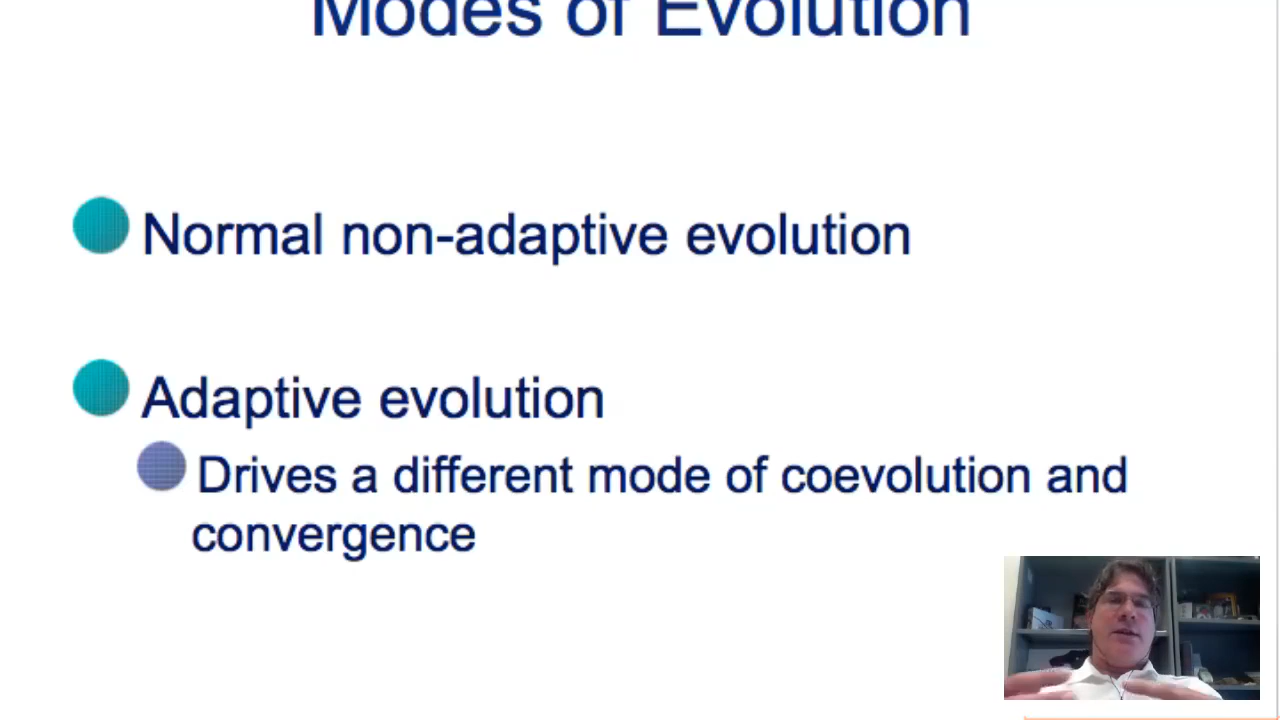 Modes of Evolution
Normal non-adaptive evolution
Adaptive evolution
Drives a different mode of coevolution and
convergence